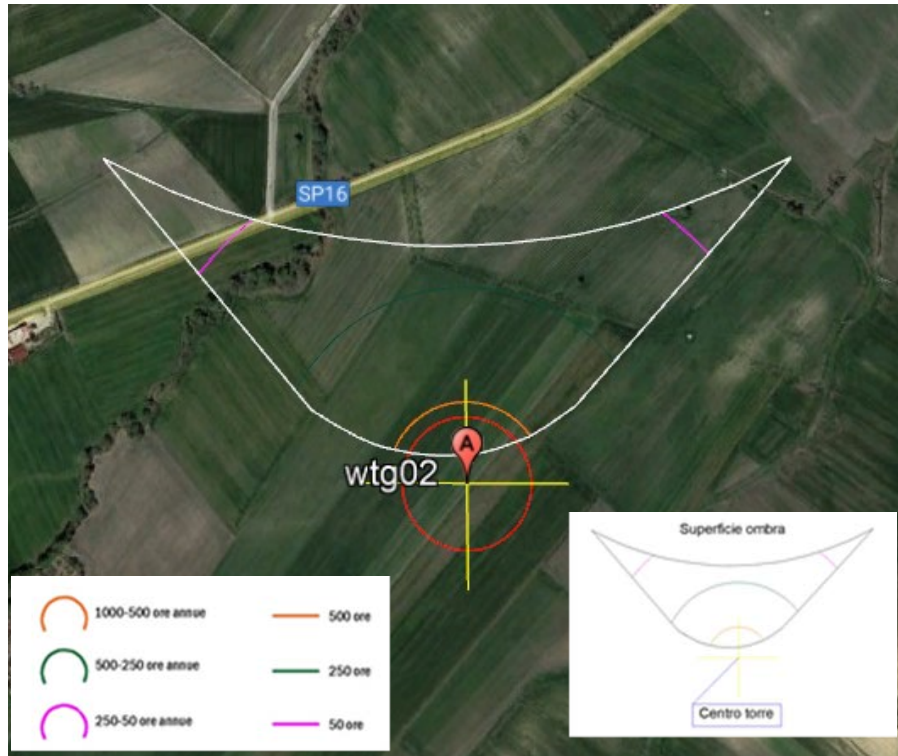 SP16
A
wtg02
Superficie ombra
Centro torre
1000-500 ore annue
500 ore
500-250 ore annue
250 ore
250-50 ore annue
50 ore